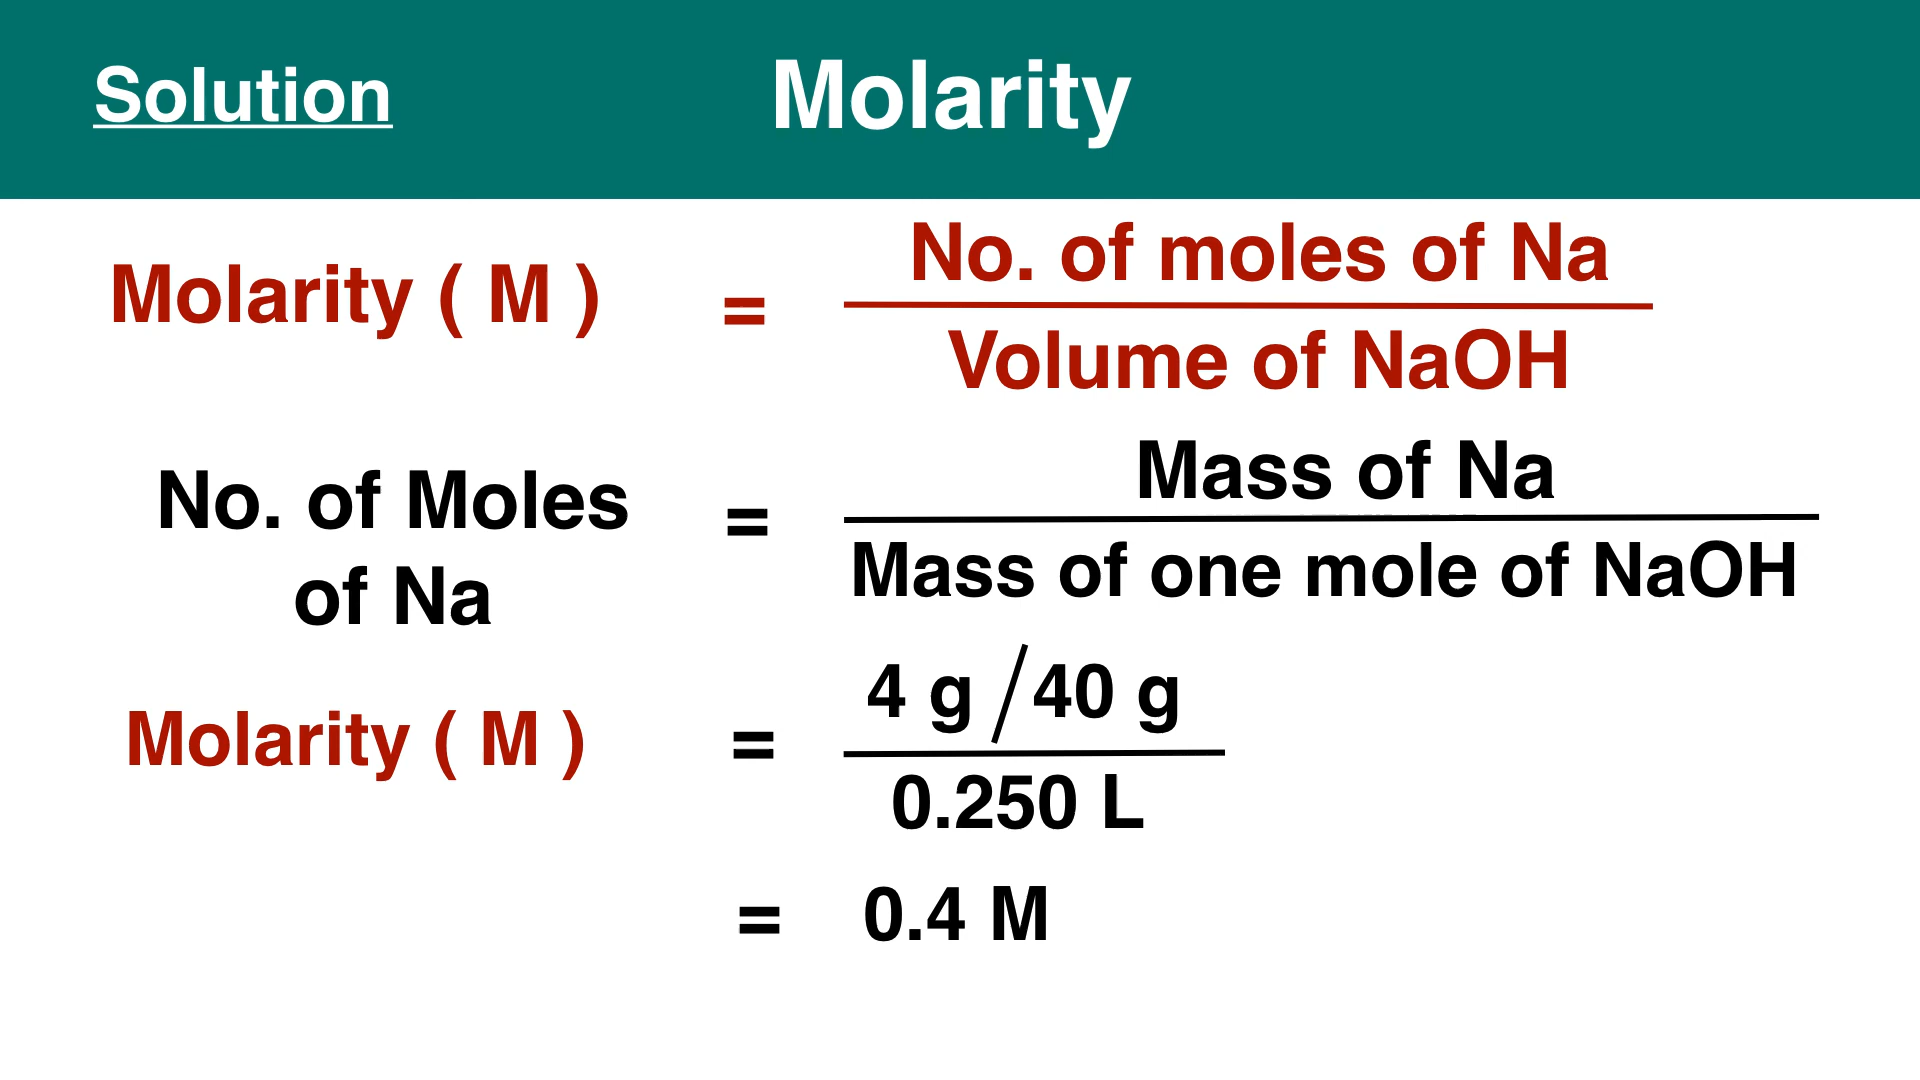 Solution
Molarity
Molarity ( M ) = No. of moles of Na
Volume of NaOH
No. of Moles
of Na
= Mass of Na
Mass of one mole of NaOH
Molarity ( M ) = 4 g / 40 g
0.250 L
= 0.4 M